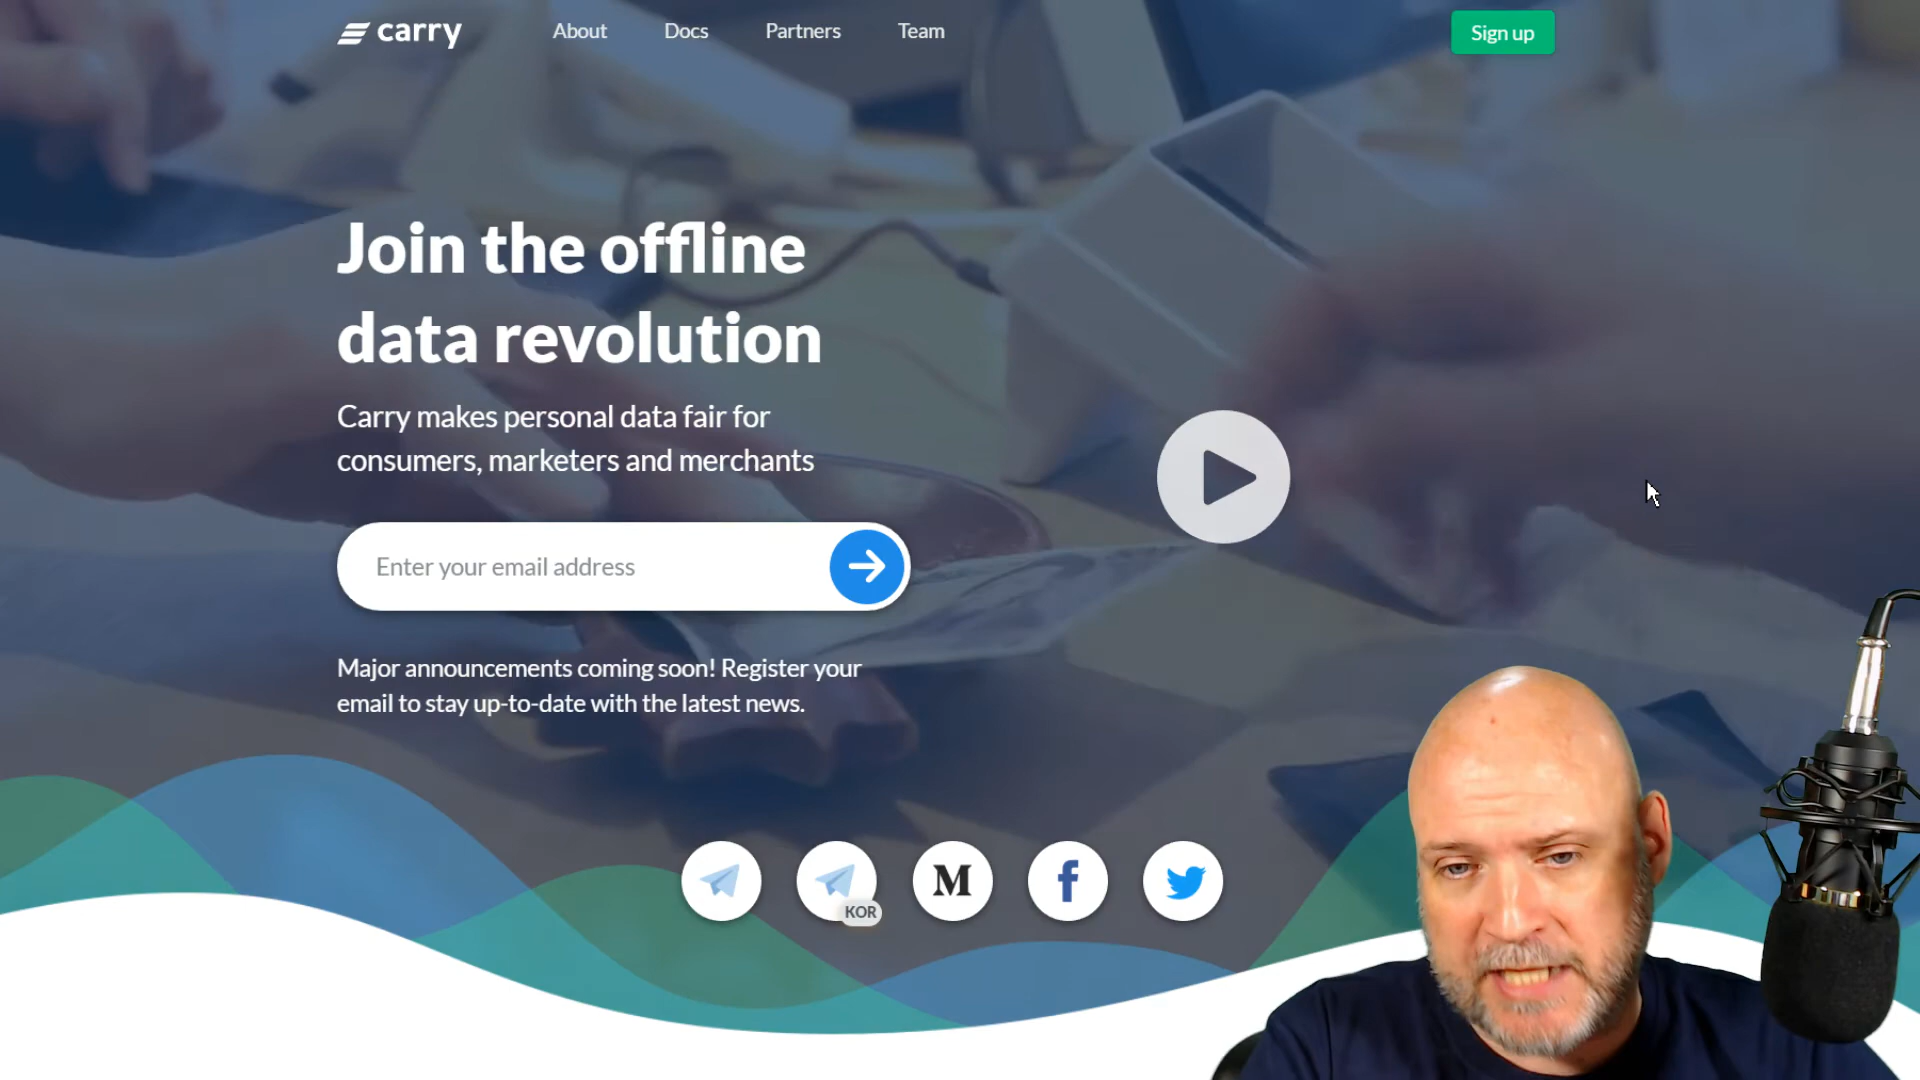 carry
About
Docs
Partners
Team
Sign up
Join the offline
data revolution
Carry makes personal data fair for
consumers, marketers and merchants
Enter your email address
Major announcements coming soon! Register your
email to stay up-to-date with the latest news.
M
KOR
f